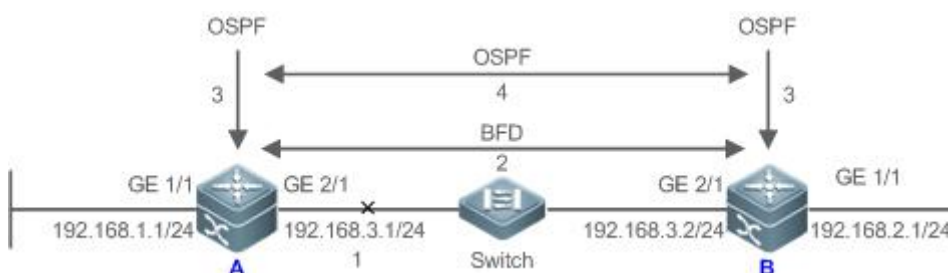 OSPF OSPF
OSPF
3 4 3
BFD
2
GE 1/1 GE 2/1 GE 2/1 GE 1/1
192.168.1.1/24 192.168.3.1/24 192.168.3.2/24 192.168.2.1/24
A 1 Switch B